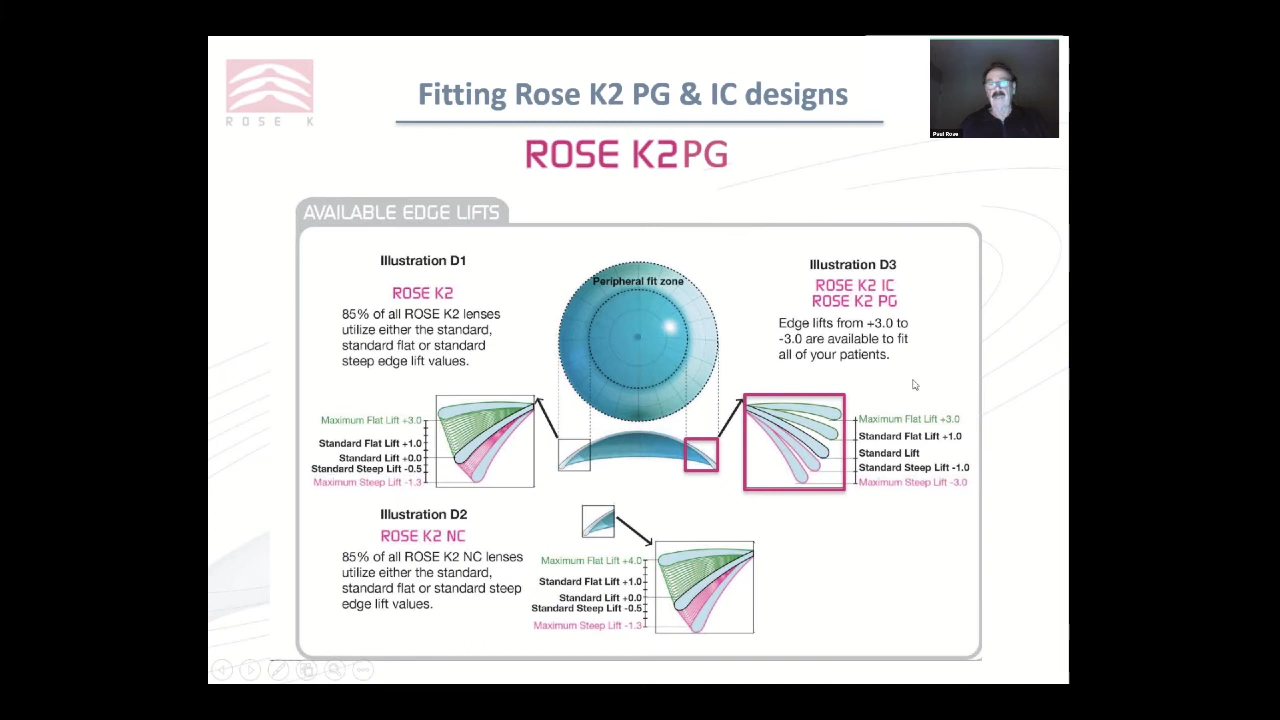 ROSE K
Fitting Rose K2 PG & IC designs
Paul Rose
ROSE K2PG
AVAILABLE EDGE LIFTS
Illustration D1
ROSE K2
85% of all ROSE K2 lenses
utilize either the standard,
standard flat or standard
steep edge lift values.
Maximum Flat Lift +3.0
Standard Flat Lift +1.0
Standard Lift +0.0
Standard Steep Lift -0.5
Maximum Steep Lift -1.3
Peripheral fit zone
Illustration D3
ROSE K2 IC
ROSE K2 PG
Edge lifts from +3.0 to
-3.0 are available to fit
all of your patients.
Maximum Flat Lift +3.0
Standard Flat Lift +1.0
Standard Lift
Standard Steep Lift -1.0
Maximum Steep Lift -3.0
Illustration D2
ROSE K2 NC
85% of all ROSE K2 NC lenses
utilize either the standard,
standard flat or standard steep
edge lift values.
Maximum Flat Lift +4.0
Standard Flat Lift +1.0
Standard Lift +0.0
Standard Steep Lift -0.5
Maximum Steep Lift -1.3